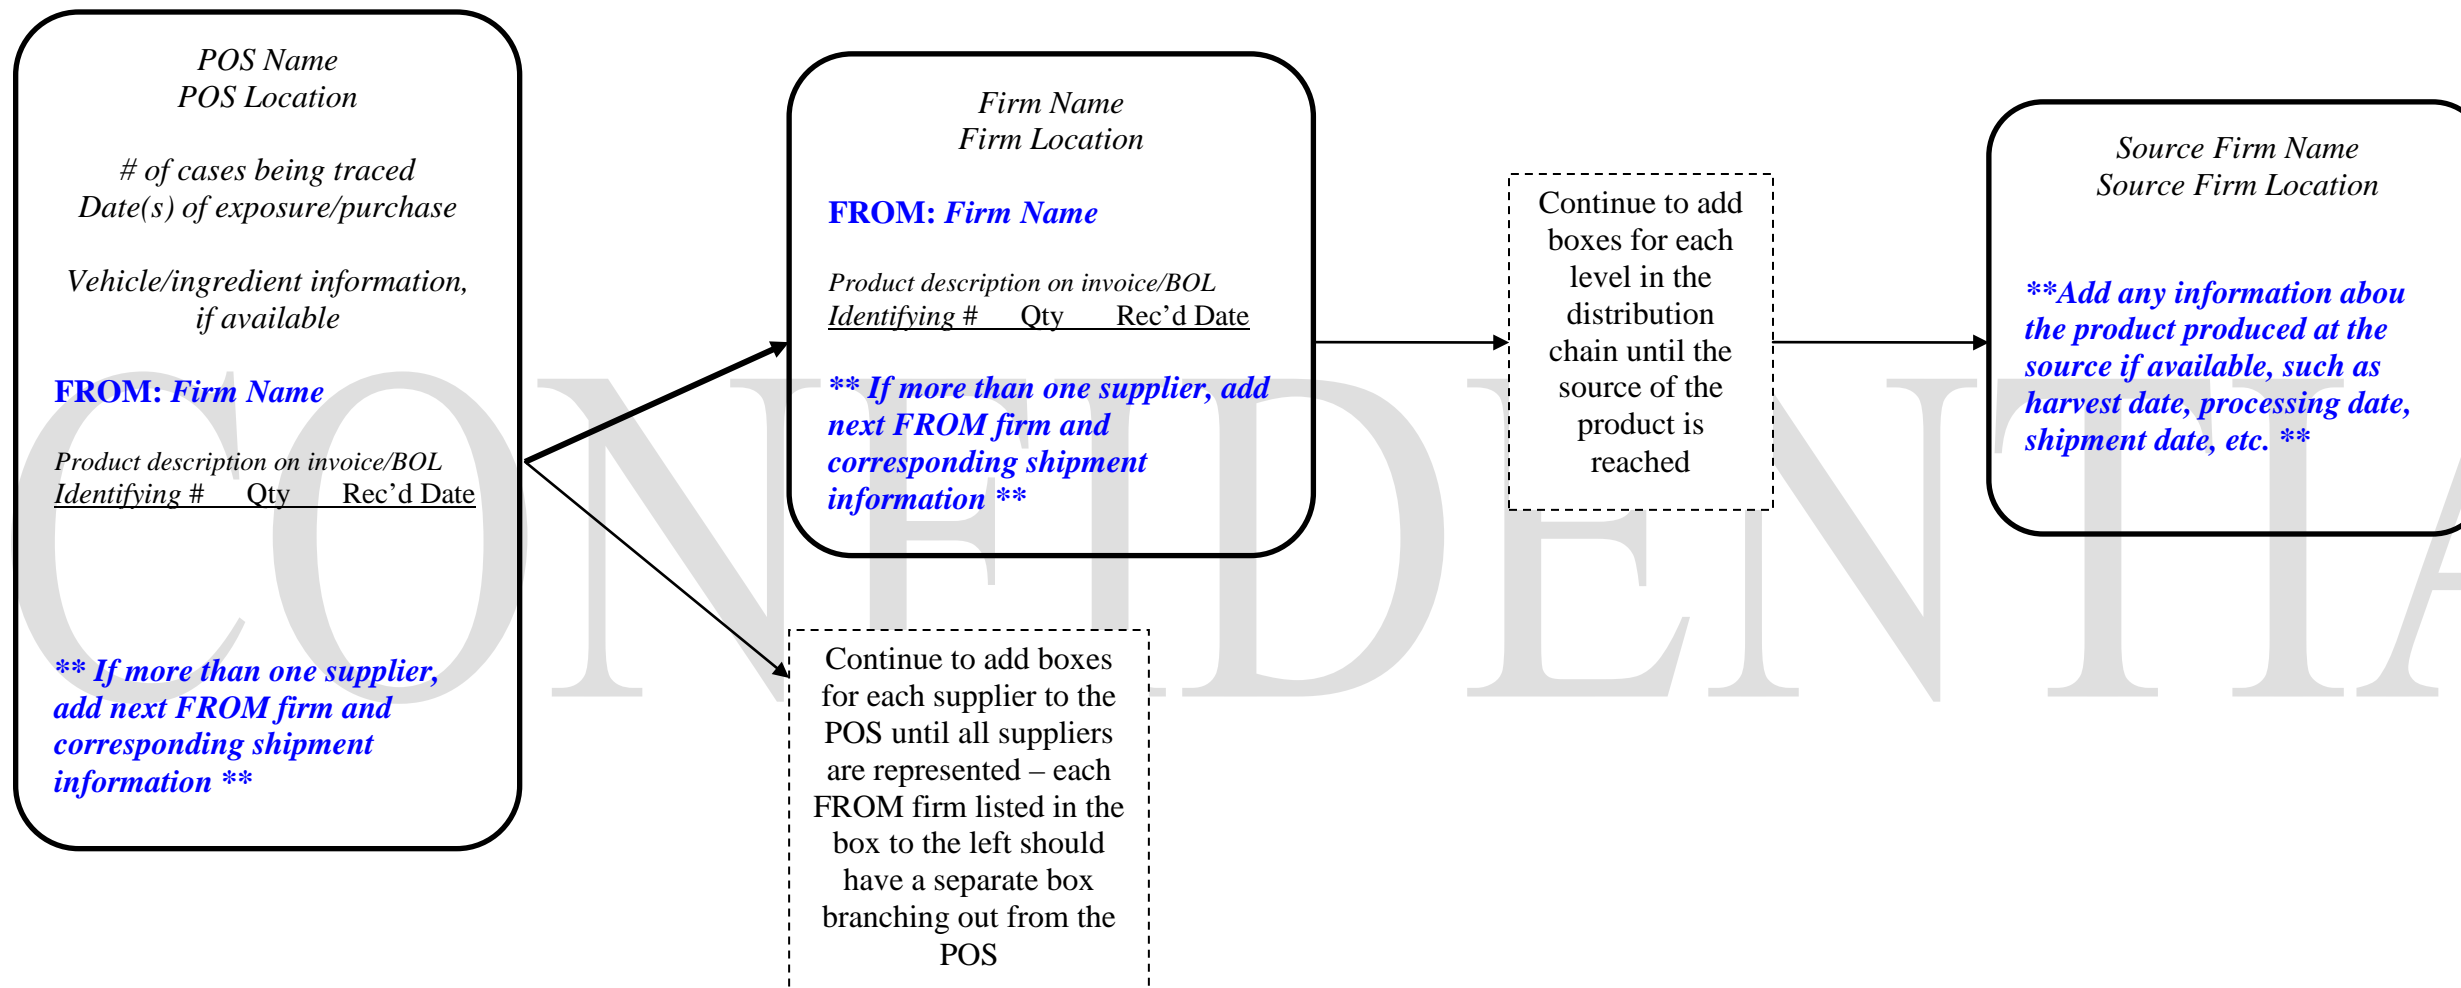 POS Name
POS Location
# of cases being traced
Date(s) of exposure/purchase
Vehicle/ingredient information,
if available
FROM: Firm Name
Product description on invoice/BOL
Identifying # Qty Rec’d Date
** If more than one supplier,
add next FROM firm and
corresponding shipment
information **
Firm Name
Firm Location
FROM: Firm Name
Product description on invoice/BOL
Identifying # Qty Rec’d Date
** If more than one supplier, add
next FROM firm and
corresponding shipment
information **
Continue to add boxes
for each supplier to the
POS until all suppliers
are represented – each
FROM firm listed in the
box to the left should
have a separate box
branching out from the
POS
Continue to add
boxes for each
level in the
distribution
chain until the
source of the
product is
reached
Source Firm Name
Source Firm Location
**Add any information abou
the product produced at the
source if available, such as
harvest date, processing date,
shipment date, etc. **
CONFIDENTIA